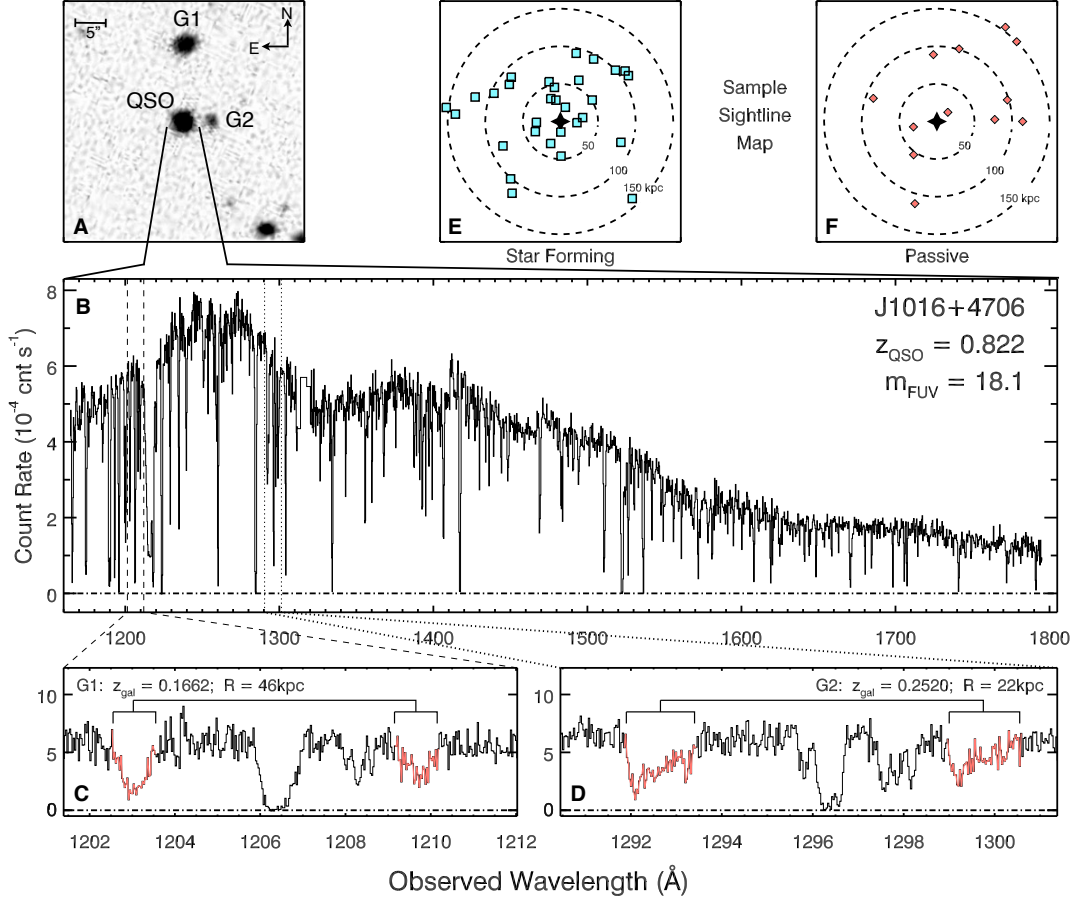 G1
N
5"
E
QSO
G2
A
50
100
150 kpc
E
Star Forming
Sample
Sightline
Map
50
100
150 kpc
F
Passive
B
J1016+4706
z_QSO = 0.822
m_FUV = 18.1
8
6
4
2
0
Count Rate (10^-4 cnt s^-1)
1200 1300 1400 1500 1600 1700 1800
G1: z_gal = 0.1662; R = 46kpc
10
5
0
C
1202 1204 1206 1208 1210 1212
G2: z_gal = 0.2520; R = 22kpc
10
5
0
D
1292 1294 1296 1298 1300
Observed Wavelength (Å)